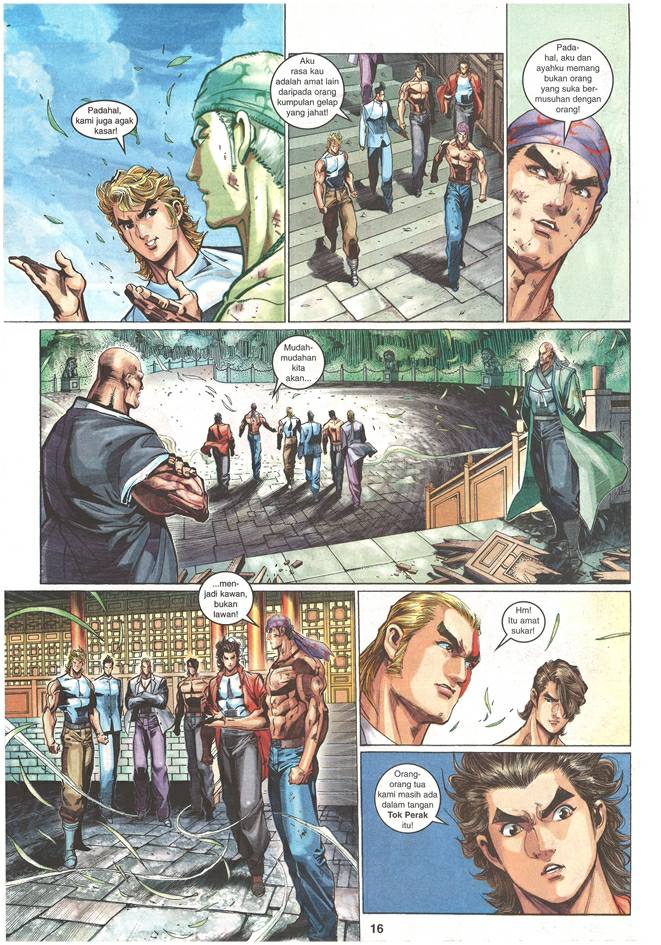 Padahal,
kami juga agak
kasar!
Aku
rasa kau
adalah amat lain
daripada orang
kumpulan gelap
yang jahat!
Pada-
hal, aku dan
ayahku memang
bukan orang
yang suka ber-
musuhan dengan
orang!
Mudah-
mudahan
kita
akan...
...men-
jadi kawan,
bukan
lawan!
Hm!
Itu amat
sukar!
Orang-
orang tua
kami masih ada
dalam tangan
Tok Perak
itu!
16